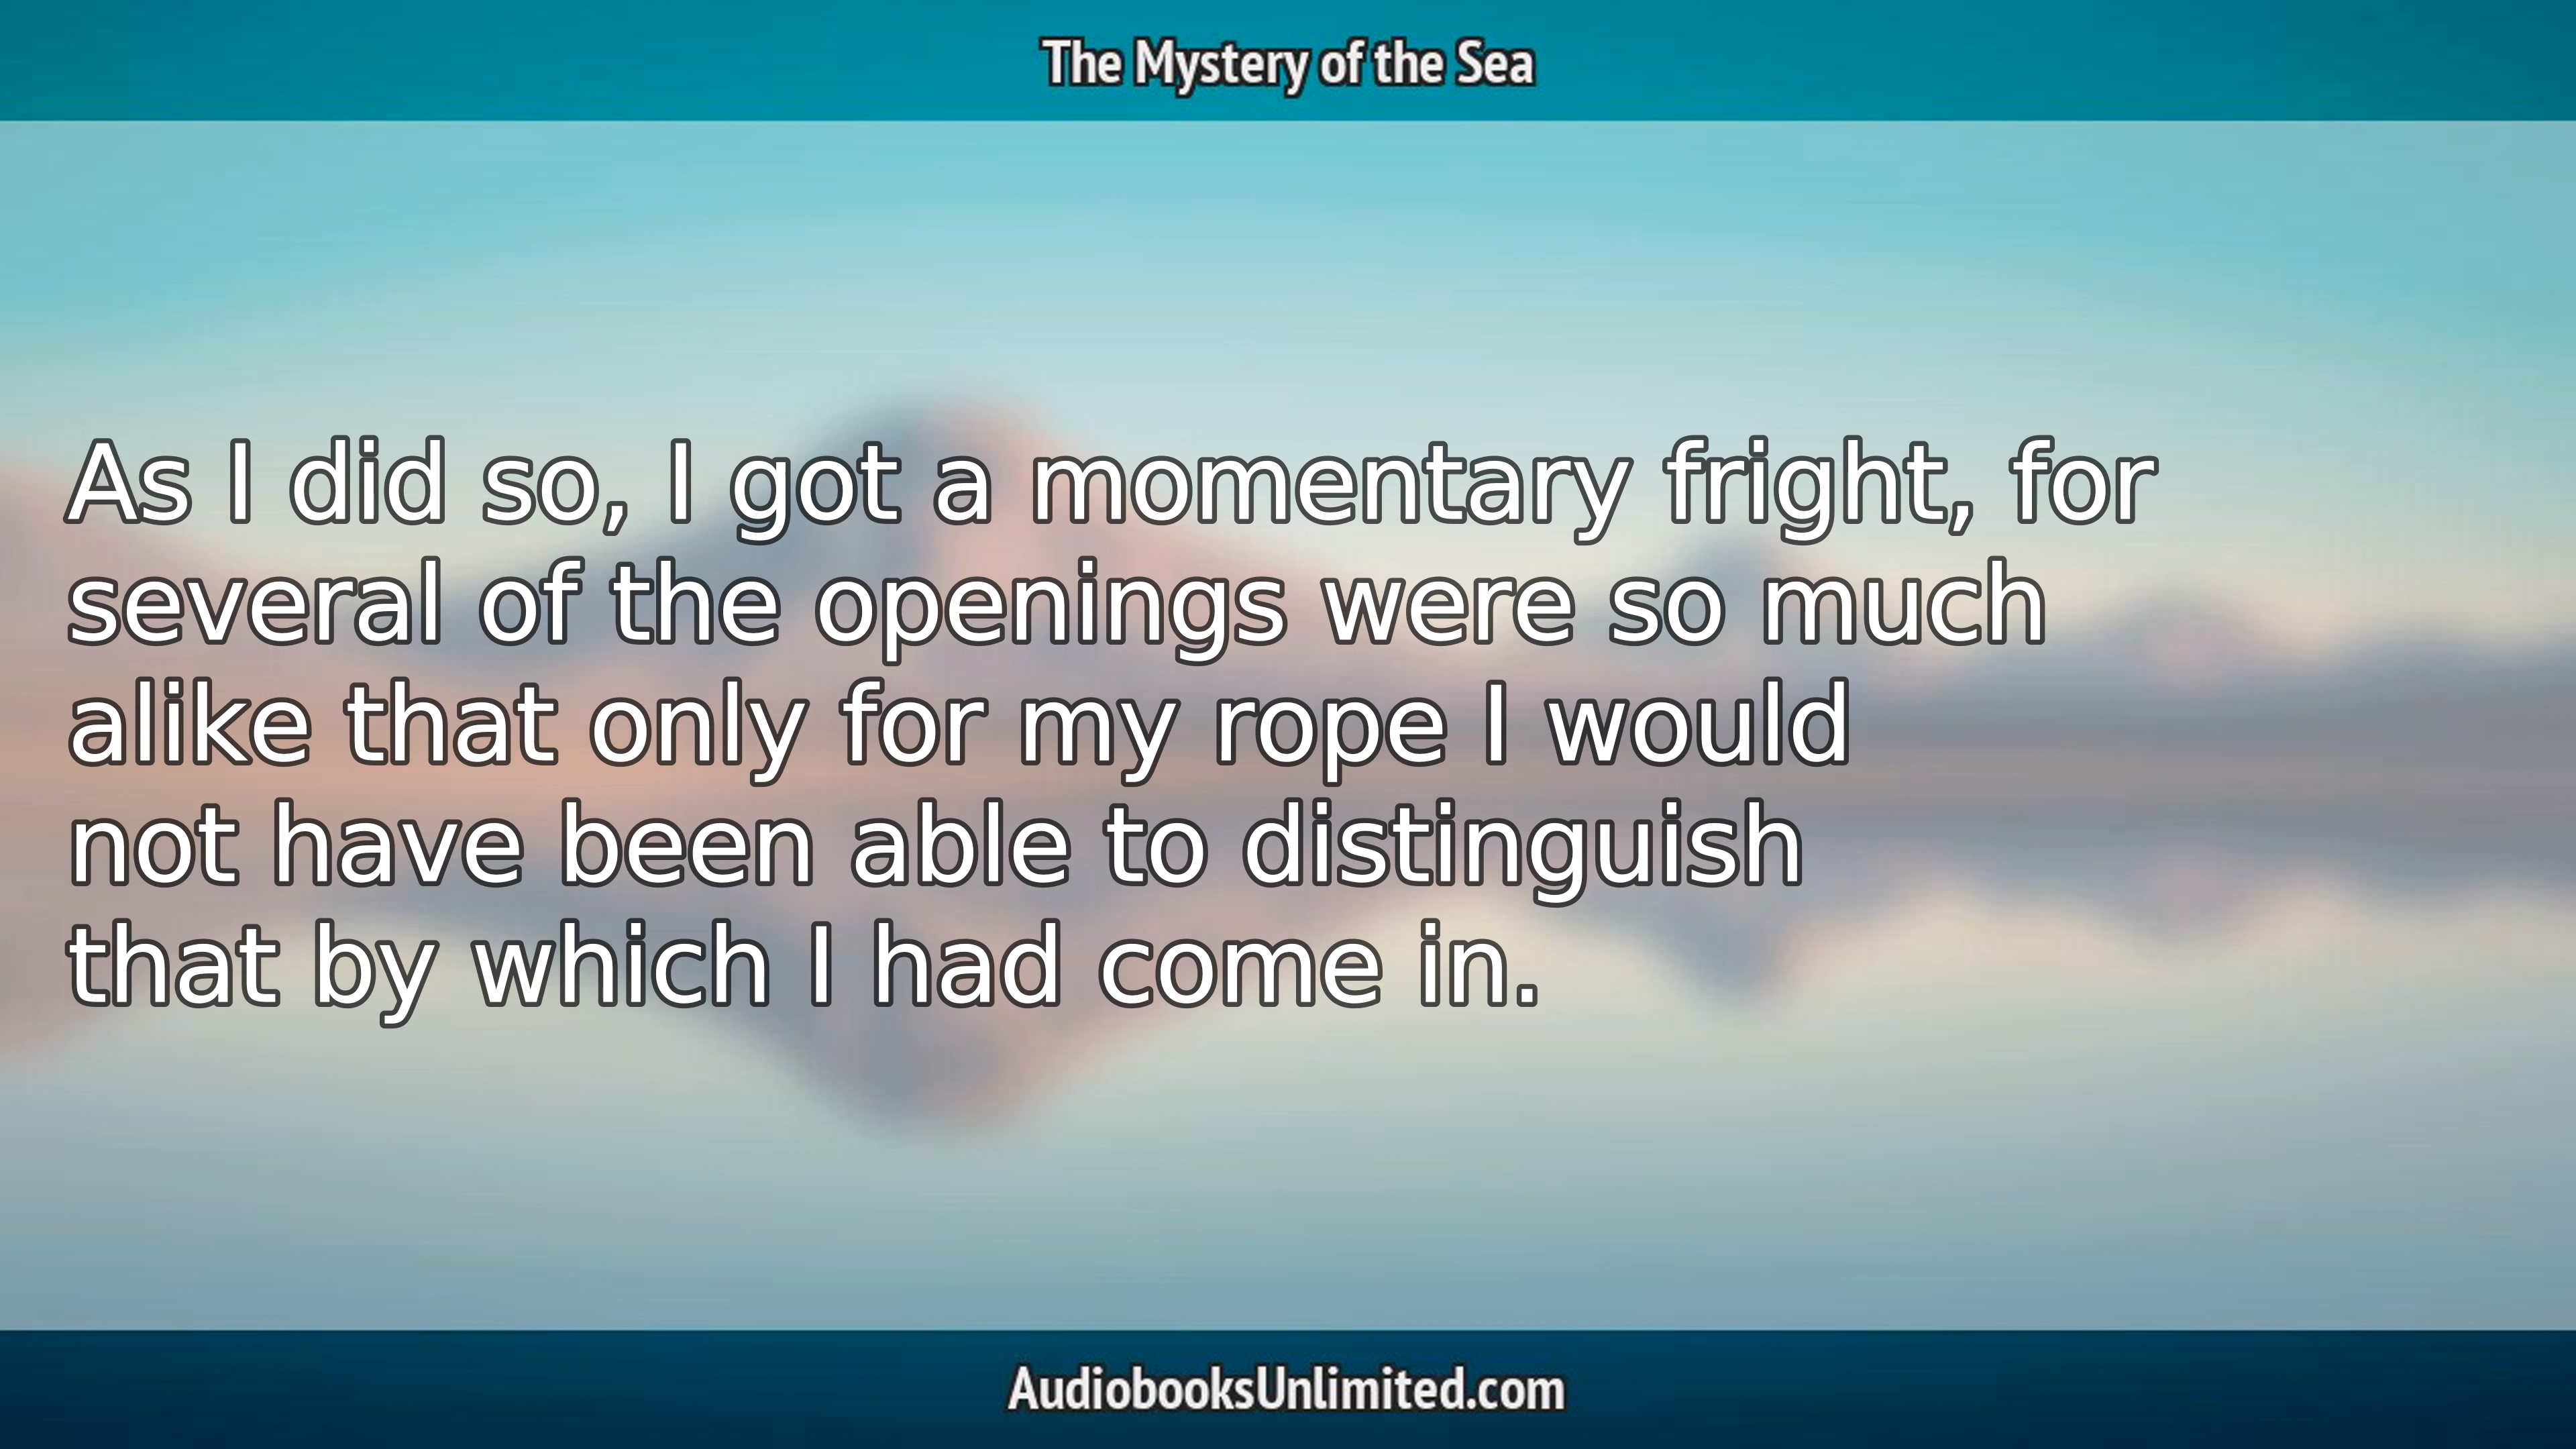 The Mystery of the Sea
As I did so, I got a momentary fright, for
several of the openings were so much
alike that only for my rope I would
not have been able to distinguish
that by which I had come in.
AudiobooksUnlimited.com